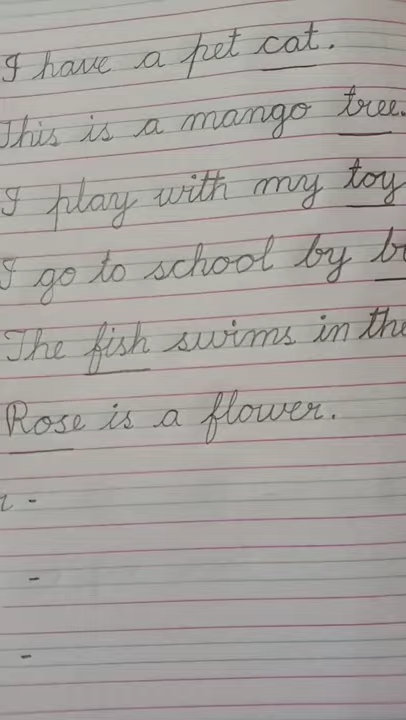 I have a pet cat.
This is a mango tree.
I play with my toy
I go to school by
The fish swims in the
Rose is a flower.
-
-
-